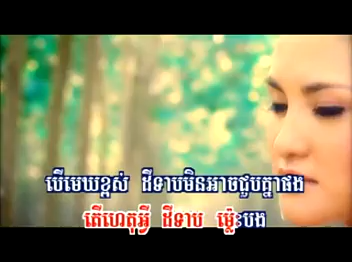 បើមេឃខ្ពស់ ដីទាបមិនអាចជួបគ្នាផង
តើហេតុអ្វី ដីទាប ម្ល៉េះបង